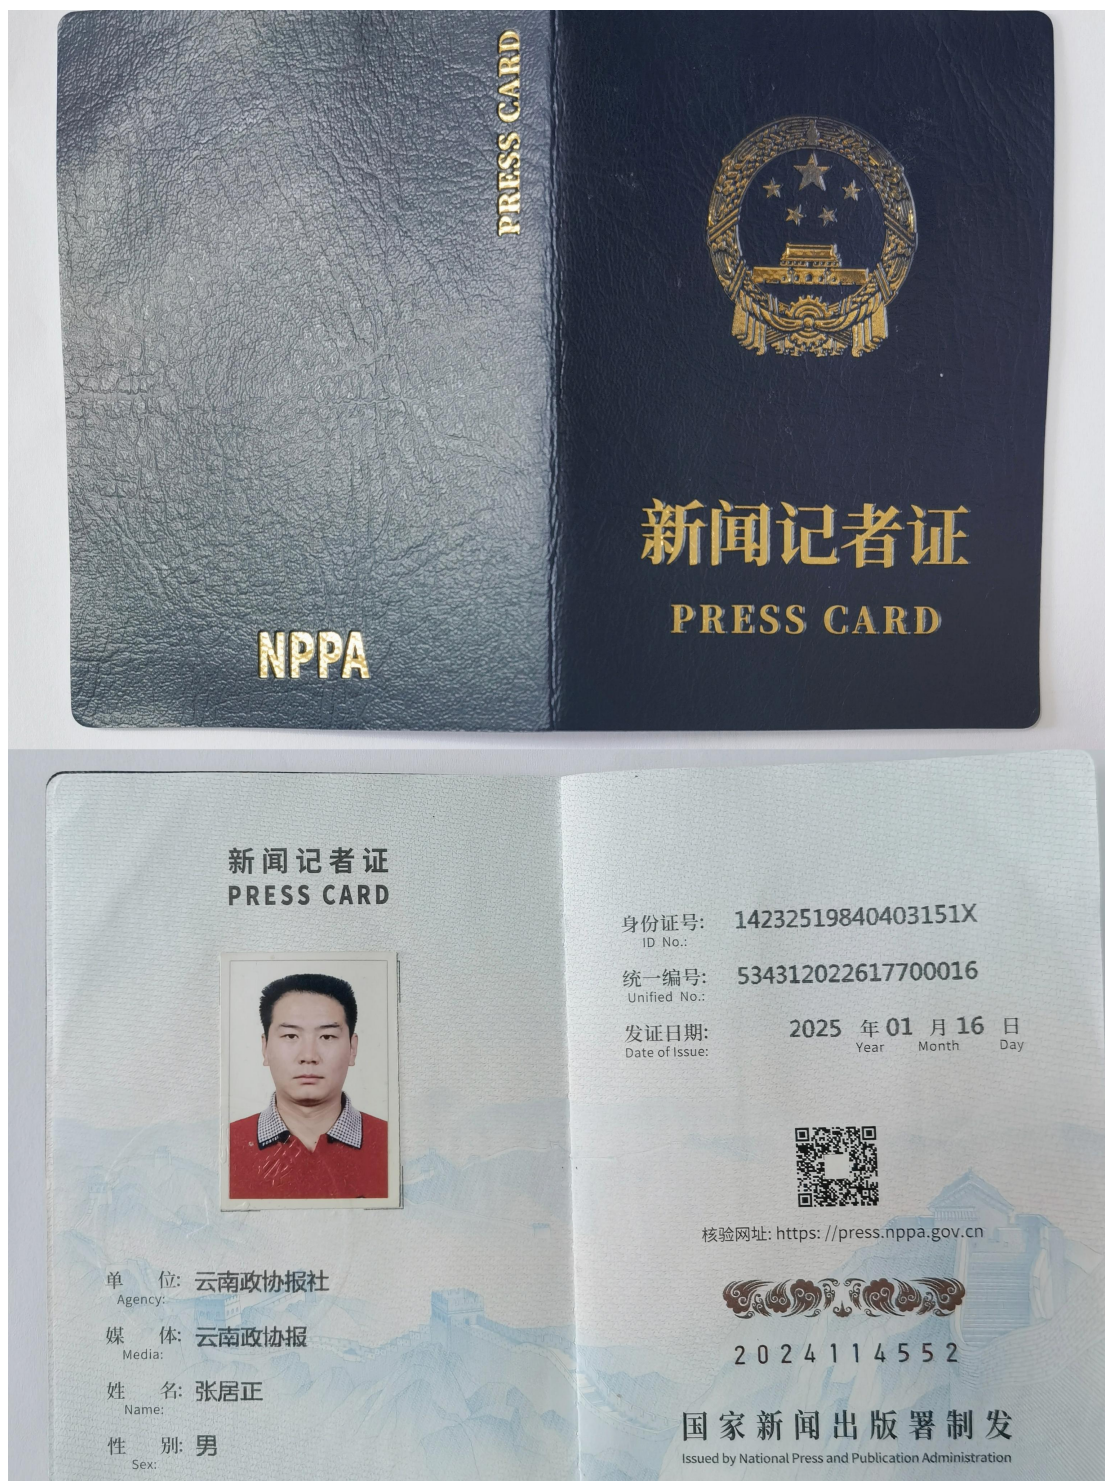 PRESS CARD
新闻记者证
PRESS CARD
NPPA
新闻记者证
PRESS CARD
单 位: 云南政协报社
Agency:
媒 体: 云南政协报
Media:
姓 名: 张居正
Name:
性 别: 男
Sex:
身份证号: 14232519840403151X
ID No.:
统一编号: 534312022617700016
Unified No.:
发证日期: 2025 年 01 月 16 日
Date of Issue: Year Month Day
核验网址: https: //press.nppa.gov.cn
2024114552
国家新闻出版署制发
Issued by National Press and Publication Administration